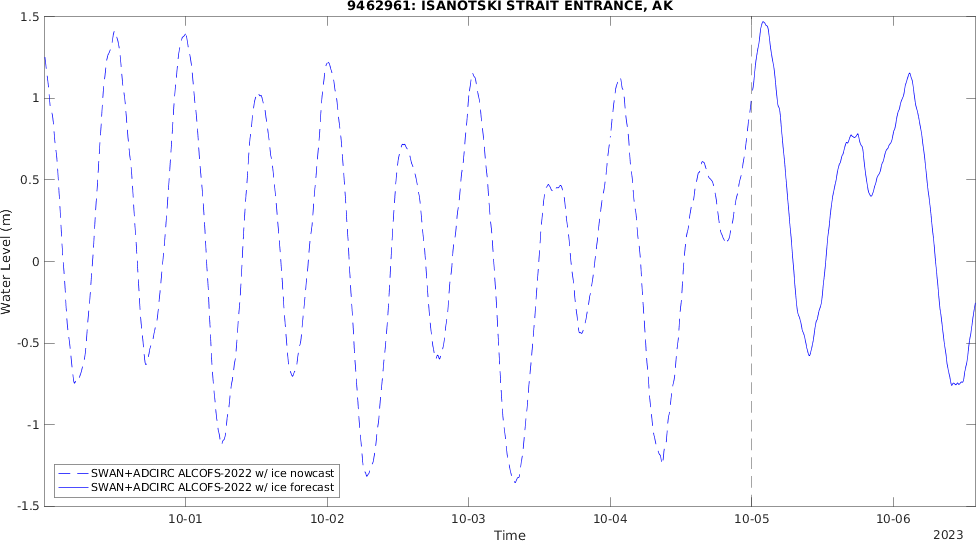 9462961: ISANOTSKI STRAIT ENTRANCE, AK
1.5
1
0.5
0
-0.5
-1
-1.5
Water Level (m)
SWAN+ADCIRC ALCOFS-2022 w/ ice nowcast
SWAN+ADCIRC ALCOFS-2022 w/ ice forecast
10-01 10-02 10-03 10-04 10-05 10-06
Time
2023